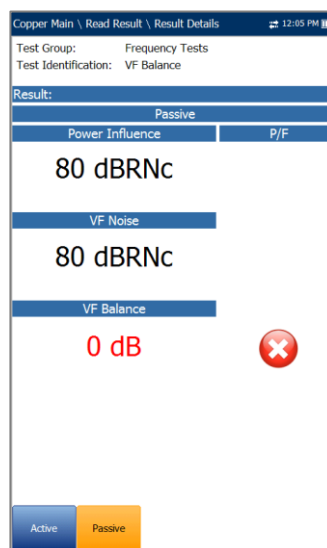 Copper Main \ Read Result \ Result Details 12:05 PM
Test Group: Frequency Tests
Test Identification: VF Balance
Result:
Passive
Power Influence P/F
80 dBRNc
VF Noise
80 dBRNc
VF Balance
0 dB
Active Passive